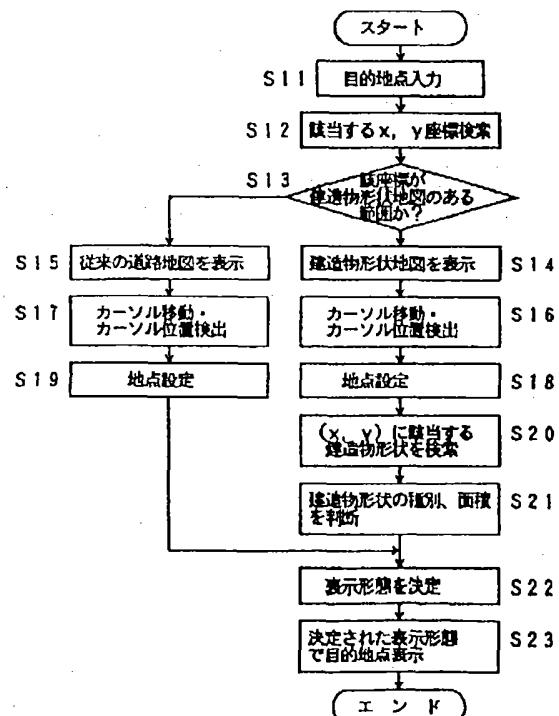 スタート
S11 目的地点入力
S12 該当するx，y座標検索
S13 該座標が
建造物形状地図のある
範囲か？
S15 従来の道路地図を表示
建造物形状地図を表示 S14
S17 カーソル移動・
カーソル位置検出
カーソル移動・ S16
カーソル位置検出
S19 地点設定
地点設定 S18
(x，y)に該当する S20
建造物形状を検索
建造物形状の種別、面積 S21
を判断
表示形態を決定 S22
決定された表示形態 S23
で目的地点表示
エンド